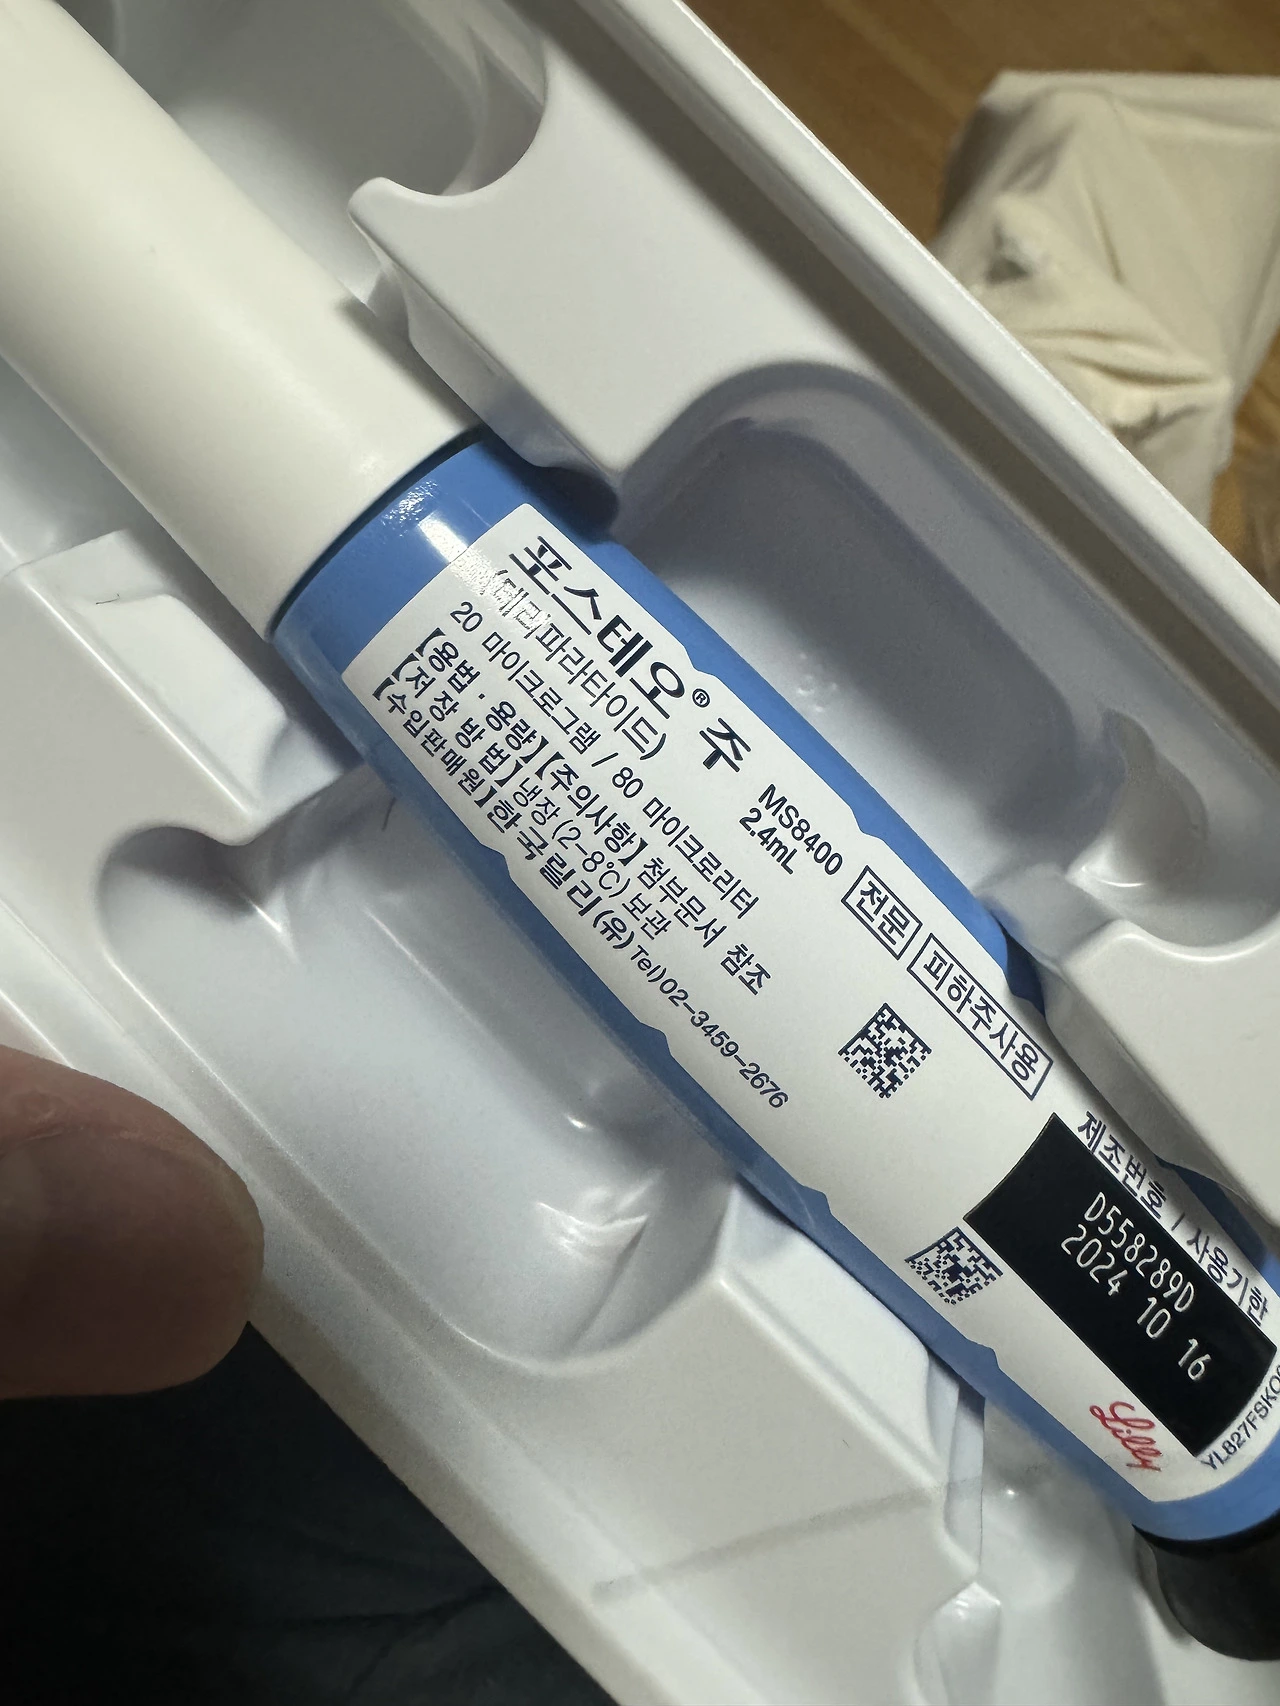 포스테오® 주
(테리파라타이드)
20 마이크로그램 / 80 마이크로리터
【용법·용량】【주의사항】 첨부문서 참조
【저 장 방 법】 냉장(2-8℃) 보관
【수입판매원】 한국릴리(유) Tel)02-3459-2676
MS8400
2.4mL
전문 피하주사용
제조번호 / 사용기한
D558289D
2024 10 16
Lilly